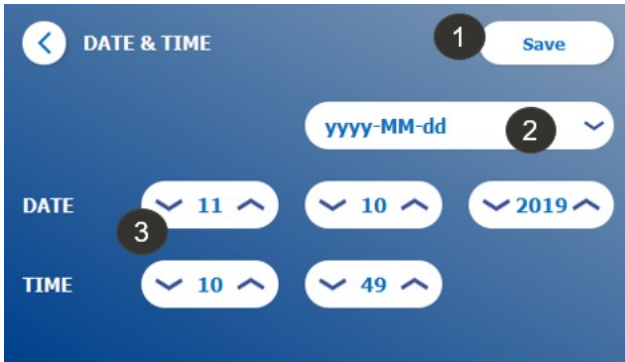 DATE & TIME 1 Save
yyyy-MM-dd 2
DATE 11 10 2019
3
TIME 10 49